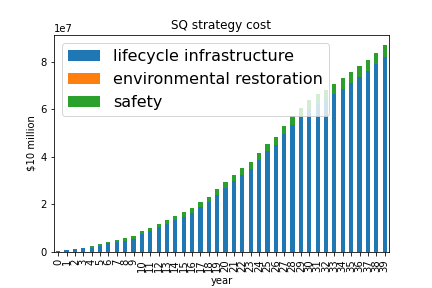 SQ strategy cost
1e7
lifecycle infrastructure
environmental restoration
safety
8
6
4
2
0
$10 million
0 1 2 3 4 5 6 7 8 9 10 11 12 13 14 15 16 17 18 19 20 21 22 23 24 25 26 27 28 29 30 31 32 33 34 35 36 37 38 39
year